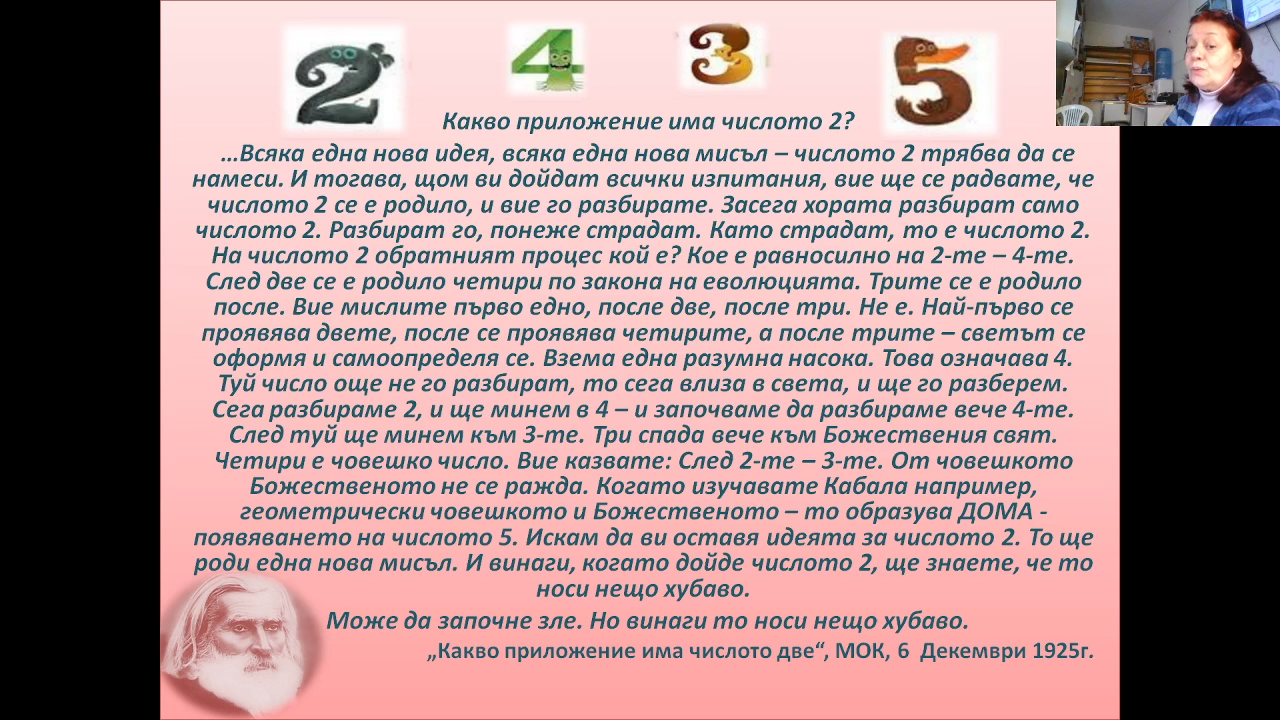 2 4 3 5
Какво приложение има числото 2?
…Всяка една нова идея, всяка една нова мисъл – числото 2 трябва да се
намеси. И тогава, щом ви дойдат всички изпитания, вие ще се радвате, че
числото 2 се е родило, и вие го разбирате. Засега хората разбират само
числото 2. Разбират го, понеже страдат. Като страдат, то е числото 2.
На числото 2 обратният процес кой е? Кое е равносилно на 2-те – 4-те.
След две се е родило четири по закона на еволюцията. Трите се е родило
после. Вие мислите първо едно, после две, после три. Не е. Най-първо се
проявява двете, после се проявява четирите, а после трите – светът се
оформя и самоопределя се. Взема една разумна насока. Това означава 4.
Туй число още не го разбират, то сега влиза в света, и ще го разберем.
Сега разбираме 2, и ще минем в 4 – и започваме да разбираме вече 4-те.
След туй ще минем към 3-те. Три спада вече към Божествения свят.
Четири е човешко число. Вие казвате: След 2-те – 3-те. От човешкото
Божественото не се ражда. Когато изучавате Кабала например,
геометрически човешкото и Божественото – то образува ДОМА -
появяването на числото 5. Искам да ви оставя идеята за числото 2. То ще
роди една нова мисъл. И винаги, когато дойде числото 2, ще знаете, че то
носи нещо хубаво.
Може да започне зле. Но винаги то носи нещо хубаво.
„Какво приложение има числото две“, МОК, 6 Декември 1925г.